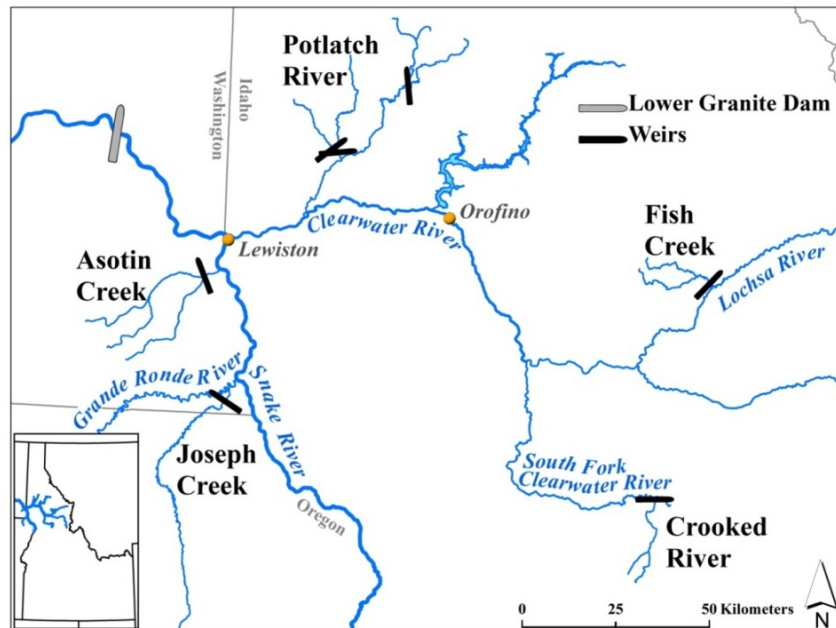 Potlatch
River
Idaho
Washington
Lower Granite Dam
Weirs
Clearwater River
Orofino
Lewiston
Fish
Creek
Lochsa River
Asotin
Creek
Grande Ronde River
Snake River
Joseph
Creek
Oregon
South Fork
Clearwater River
Crooked
River
0 25 50 Kilometers
N